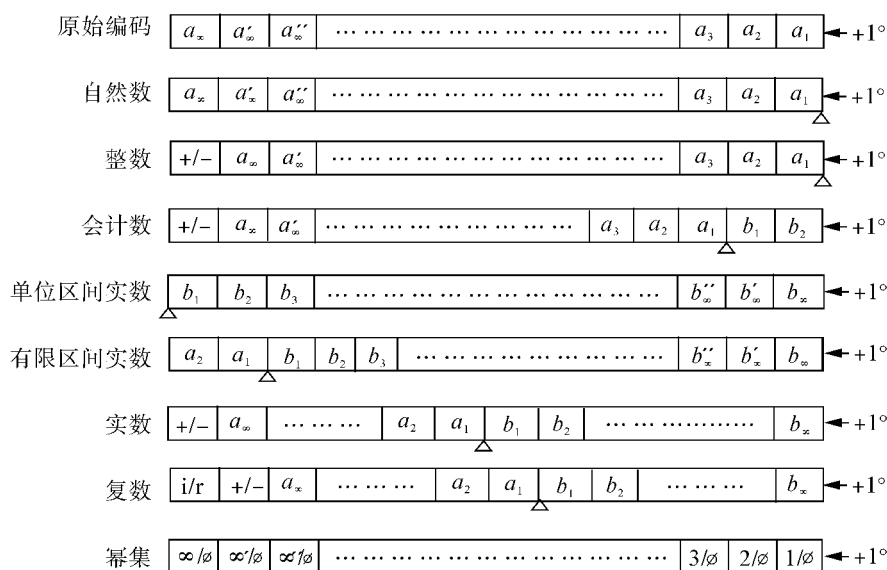 原始编码 a∞ a′∞ a″∞ … … … … … … … … … … … a₃ a₂ a₁ ←+1°
自然数 a∞ a′∞ a″∞ … … … … … … … … … … … a₃ a₂ a₁ ←+1°
整数 +/− a∞ a′∞ … … … … … … … … … … … a₃ a₂ a₁ ←+1°
会计数 +/− a∞ a′∞ … … … … … … … … a₃ a₂ a₁ b₁ b₂ ←+1°
单位区间实数 b₁ b₂ b₃ … … … … … … … … … … … b″∞ b′∞ b∞ ←+1°
有限区间实数 a₂ a₁ b₁ b₂ b₃ … … … … … … … … b″∞ b′∞ b∞ ←+1°
实数 +/− a∞ … … … a₂ a₁ b₁ b₂ … … … … … b∞ ←+1°
复数 i/r +/− a∞ … … … a₂ a₁ b₁ b₂ … … … b∞ ←+1°
幂集 ∞/∅ ∞′/∅ ∞″/∅ … … … … … … … … … … … 3/∅ 2/∅ 1/∅ ←+1°